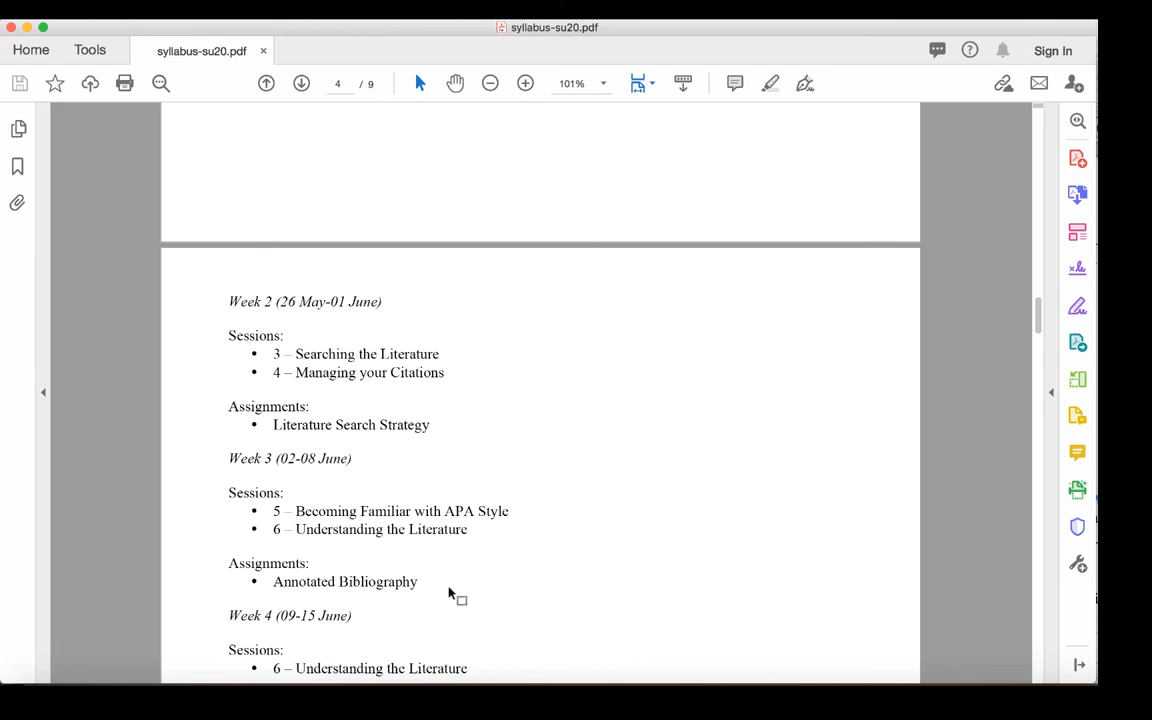 syllabus-su20.pdf
Home Tools syllabus-su20.pdf × Sign In
4 / 9 101%
Week 2 (26 May-01 June)
Sessions:
• 3 – Searching the Literature
• 4 – Managing your Citations
Assignments:
• Literature Search Strategy
Week 3 (02-08 June)
Sessions:
• 5 – Becoming Familiar with APA Style
• 6 – Understanding the Literature
Assignments:
• Annotated Bibliography
Week 4 (09-15 June)
Sessions:
• 6 – Understanding the Literature